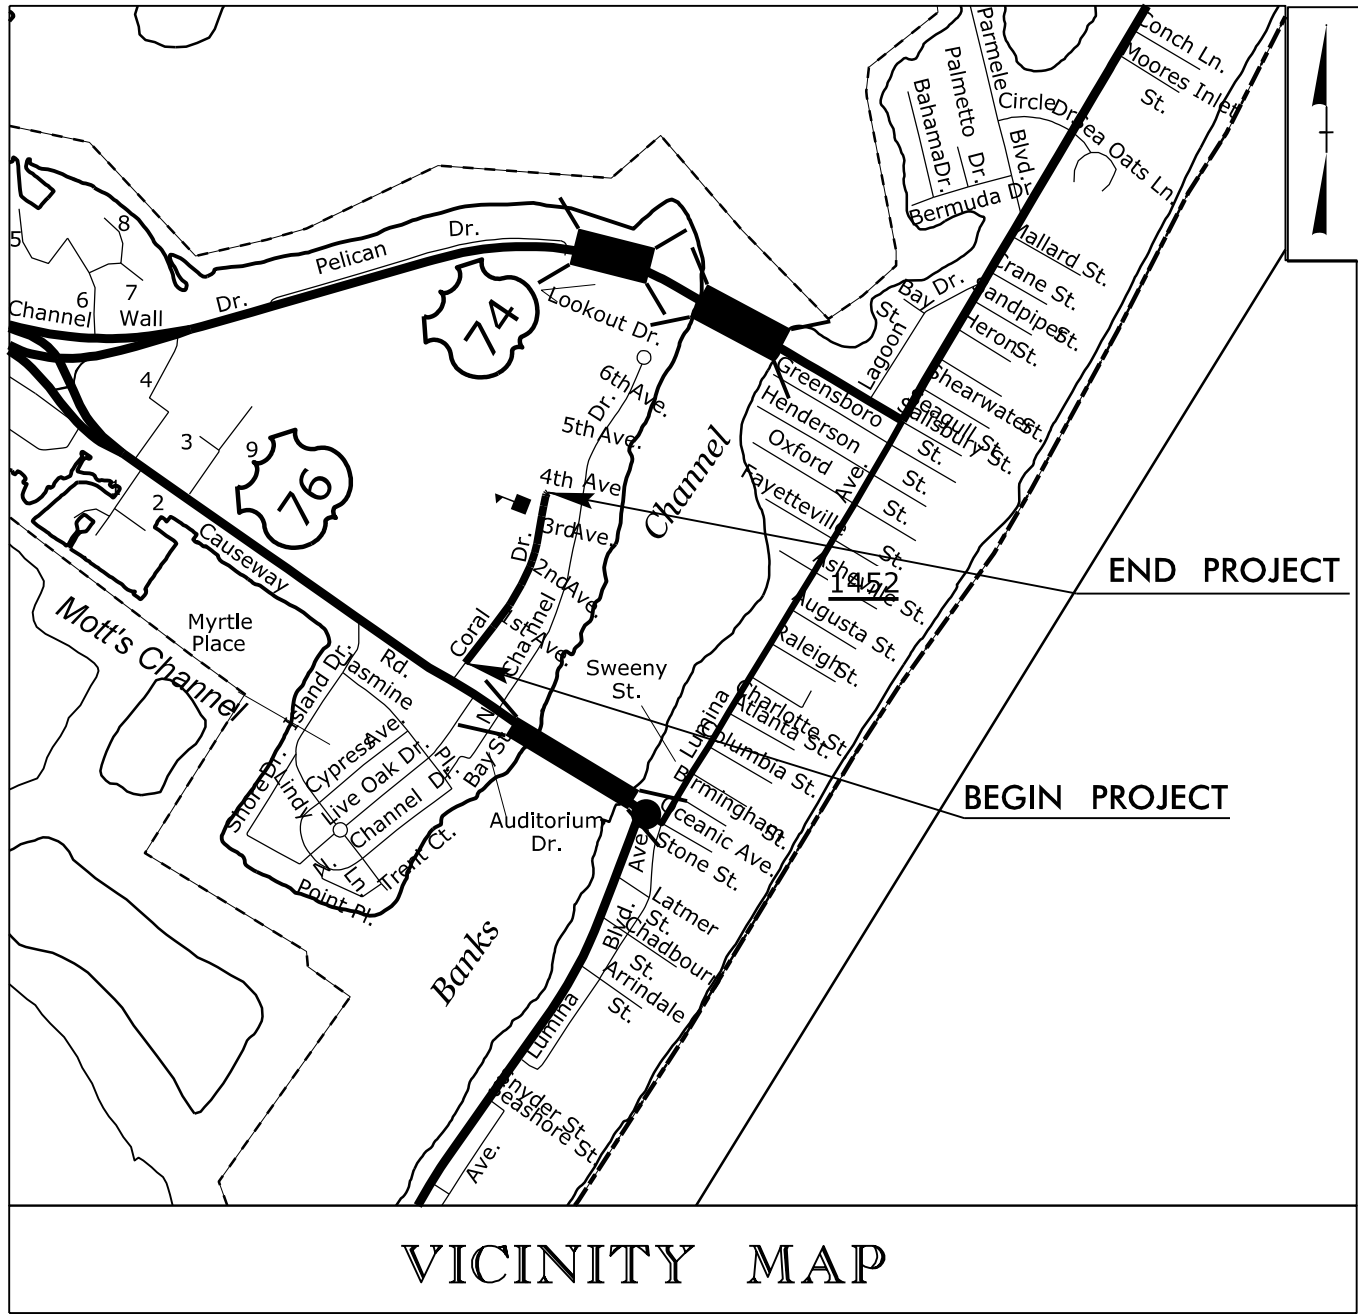 Conch Ln.
Moores Inlet
St.
Parmele
Blvd.
Palmetto Dr.
Bahama Dr.
Circle Dr.
Sea Oats Ln.
Bermuda Dr.
Mallard St.
Crane St.
Sandpiper St.
Heron St.
Bay Dr.
Lagoon
St.
Shearwater St.
Seagull St.
Salisbury St.
8
5
6
7
Pelican Dr.
Channel Wall Dr.
74
Lookout Dr.
4
3
9
2
76
6th Ave.
5th Ave.
4th Ave
3rd Ave.
2nd Ave.
1st Ave.
Dr.
Channel
N.
Coral Dr.
Channel
Greensboro
St.
Henderson
St.
Oxford
St.
Fayetteville
St.
Asheville St.
1452
Augusta St.
Raleigh St.
Charlotte St.
Atlanta St.
Columbia St.
Birmingham St.
Oceanic Ave.
Stone St.
Lumina
Ave.
END PROJECT
BEGIN PROJECT
Causeway
Rd.
Mott's Channel
Myrtle
Place
Island Dr.
Jasmine
Pl.
Cypress Ave.
Live Oak Dr.
Channel Dr.
Lindy
Ln
Shore Dr.
N.
Point Pl.
Trent Ct.
Bay St.
Auditorium
Dr.
Sweeny
St.
Banks
Ave.
Blvd.
Latmer
St.
Chadbourn
St.
Arrindale
St.
Lumina
Snyder St.
Seashore St.
Ave.
VICINITY MAP